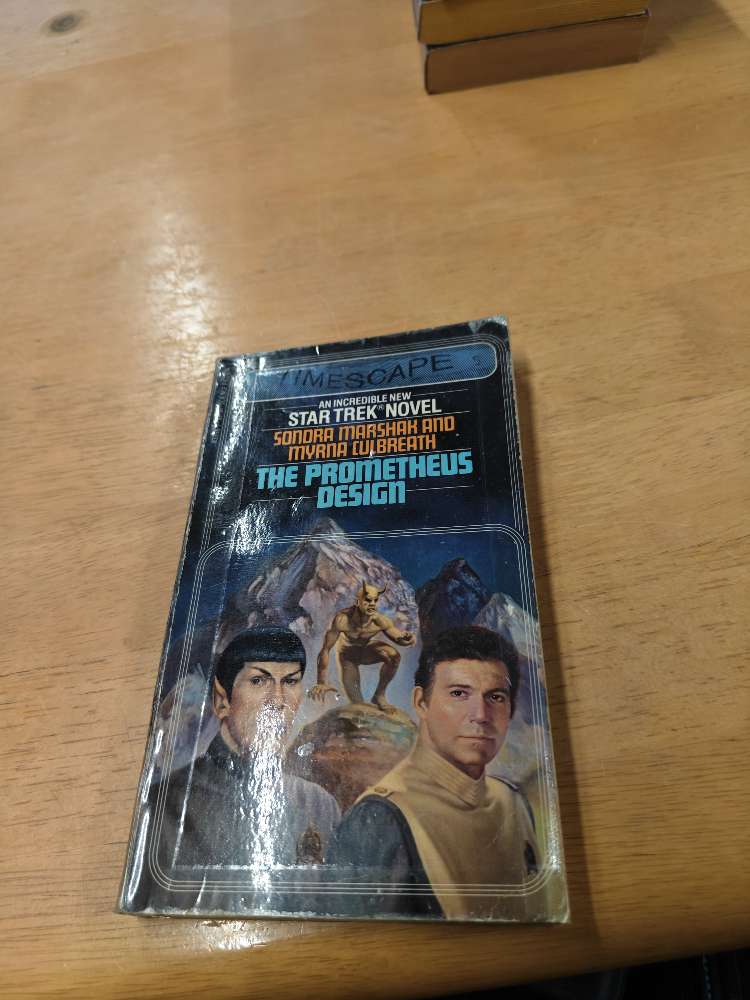 TIMESCAPE
AN INCREDIBLE NEW
STAR TREK® NOVEL
SONDRA MARSHAK AND
MYRNA CULBREATH
THE PROMETHEUS
DESIGN